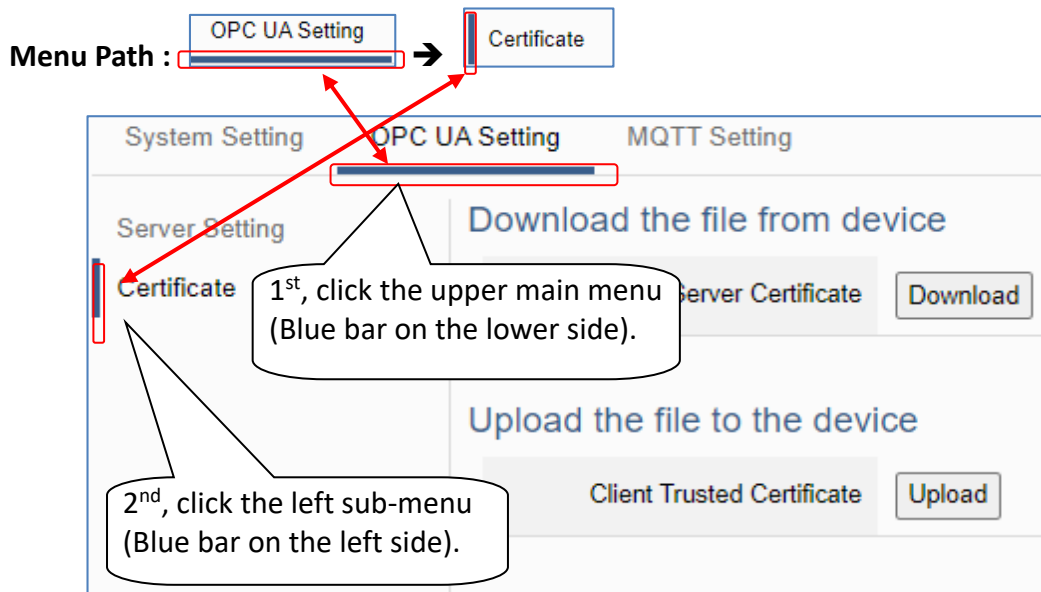 Menu Path : OPC UA Setting ➔ Certificate
System Setting OPC UA Setting MQTT Setting
Server Setting
Certificate
Download the file from device
Server Certificate Download
1st, click the upper main menu
(Blue bar on the lower side).
Upload the file to the device
Client Trusted Certificate Upload
2nd, click the left sub-menu
(Blue bar on the left side).